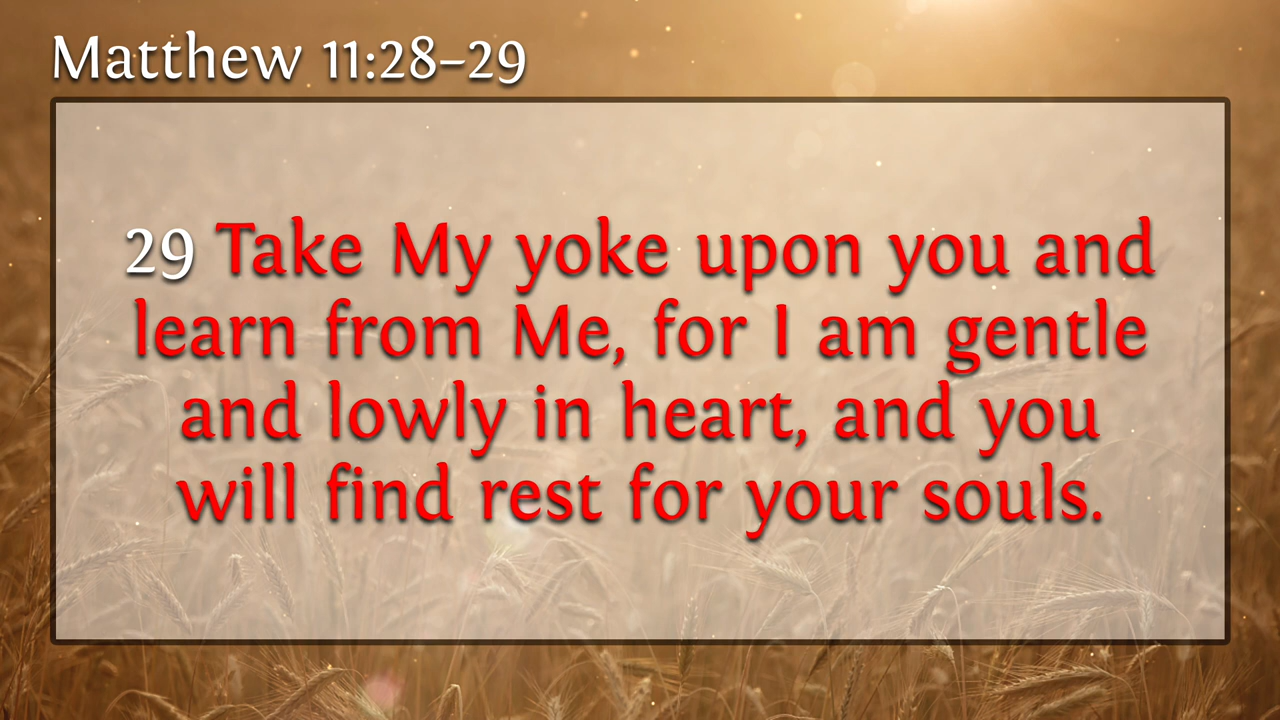 Matthew 11:28–29
29 Take My yoke upon you and
learn from Me, for I am gentle
and lowly in heart, and you
will find rest for your souls.